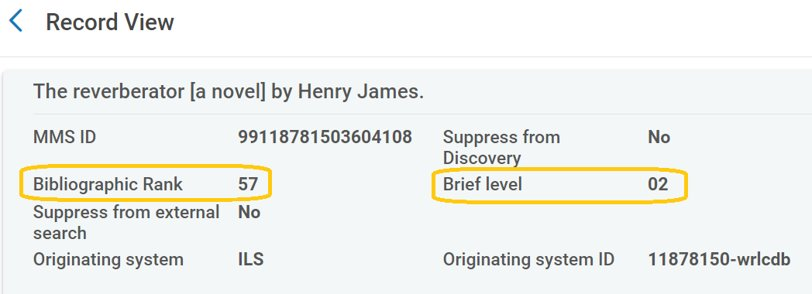 Record View
The reverberator [a novel] by Henry James.
MMS ID 99118781503604108 Suppress from Discovery No
Bibliographic Rank 57 Brief level 02
Suppress from external search No
Originating system ILS Originating system ID 11878150-wrlcdb